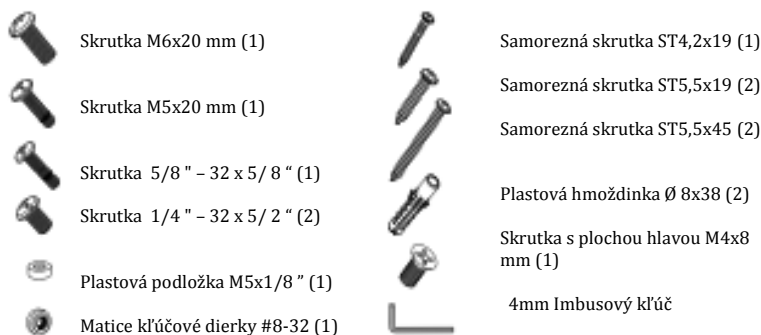 Skrutka M6x20 mm (1)
Skrutka M5x20 mm (1)
Skrutka 5/8 " – 32 x 5/ 8 “ (1)
Skrutka 1/4 " – 32 x 5/ 2 “ (2)
Plastová podložka M5x1/8 ” (1)
Matice kľúčové dierky #8-32 (1)
Samorezná skrutka ST4,2x19 (1)
Samorezná skrutka ST5,5x19 (2)
Samorezná skrutka ST5,5x45 (2)
Plastová hmoždinka Ø 8x38 (2)
Skrutka s plochou hlavou M4x8
mm (1)
4mm Imbusový kľúč